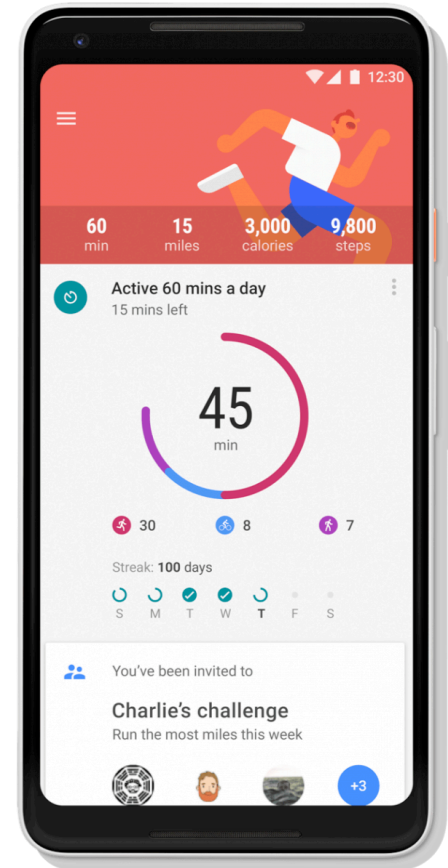 12:30
60 15 3,000 9,800
min miles calories steps
Active 60 mins a day
15 mins left
45
min
30 8 7
Streak: 100 days
S M T W T F S
You've been invited to
Charlie's challenge
Run the most miles this week
+3